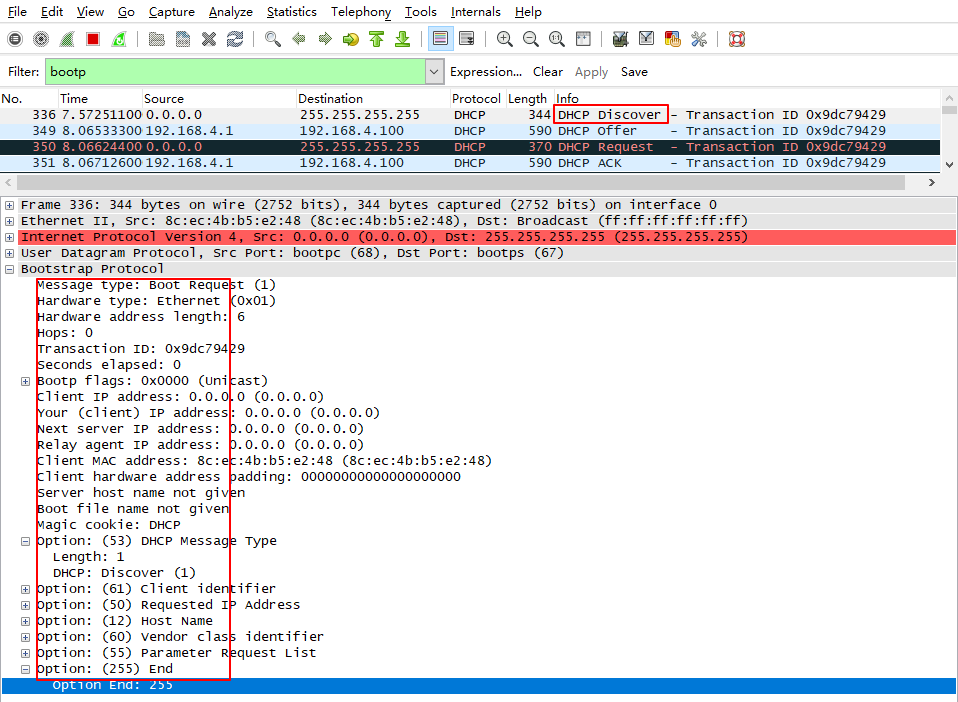 File Edit View Go Capture Analyze Statistics Telephony Tools Internals Help
Filter: bootp Expression... Clear Apply Save
No. Time Source Destination Protocol Length Info
336 7.57251100 0.0.0.0 255.255.255.255 DHCP 344 DHCP Discover - Transaction ID 0x9dc79429
349 8.06533300 192.168.4.1 192.168.4.100 DHCP 590 DHCP Offer - Transaction ID 0x9dc79429
350 8.06624400 0.0.0.0 255.255.255.255 DHCP 370 DHCP Request - Transaction ID 0x9dc79429
351 8.06712600 192.168.4.1 192.168.4.100 DHCP 590 DHCP ACK - Transaction ID 0x9dc79429
Frame 336: 344 bytes on wire (2752 bits), 344 bytes captured (2752 bits) on interface 0
Ethernet II, Src: 8c:ec:4b:b5:e2:48 (8c:ec:4b:b5:e2:48), Dst: Broadcast (ff:ff:ff:ff:ff:ff)
Internet Protocol Version 4, Src: 0.0.0.0 (0.0.0.0), Dst: 255.255.255.255 (255.255.255.255)
User Datagram Protocol, Src Port: bootpc (68), Dst Port: bootps (67)
Bootstrap Protocol
Message type: Boot Request (1)
Hardware type: Ethernet (0x01)
Hardware address length: 6
Hops: 0
Transaction ID: 0x9dc79429
Seconds elapsed: 0
Bootp flags: 0x0000 (Unicast)
Client IP address: 0.0.0.0 (0.0.0.0)
Your (client) IP address: 0.0.0.0 (0.0.0.0)
Next server IP address: 0.0.0.0 (0.0.0.0)
Relay agent IP address: 0.0.0.0 (0.0.0.0)
Client MAC address: 8c:ec:4b:b5:e2:48 (8c:ec:4b:b5:e2:48)
Client hardware address padding: 00000000000000000000
Server host name not given
Boot file name not given
Magic cookie: DHCP
Option: (53) DHCP Message Type
Length: 1
DHCP: Discover (1)
Option: (61) Client identifier
Option: (50) Requested IP Address
Option: (12) Host Name
Option: (60) Vendor class identifier
Option: (55) Parameter Request List
Option: (255) End
Option End: 255